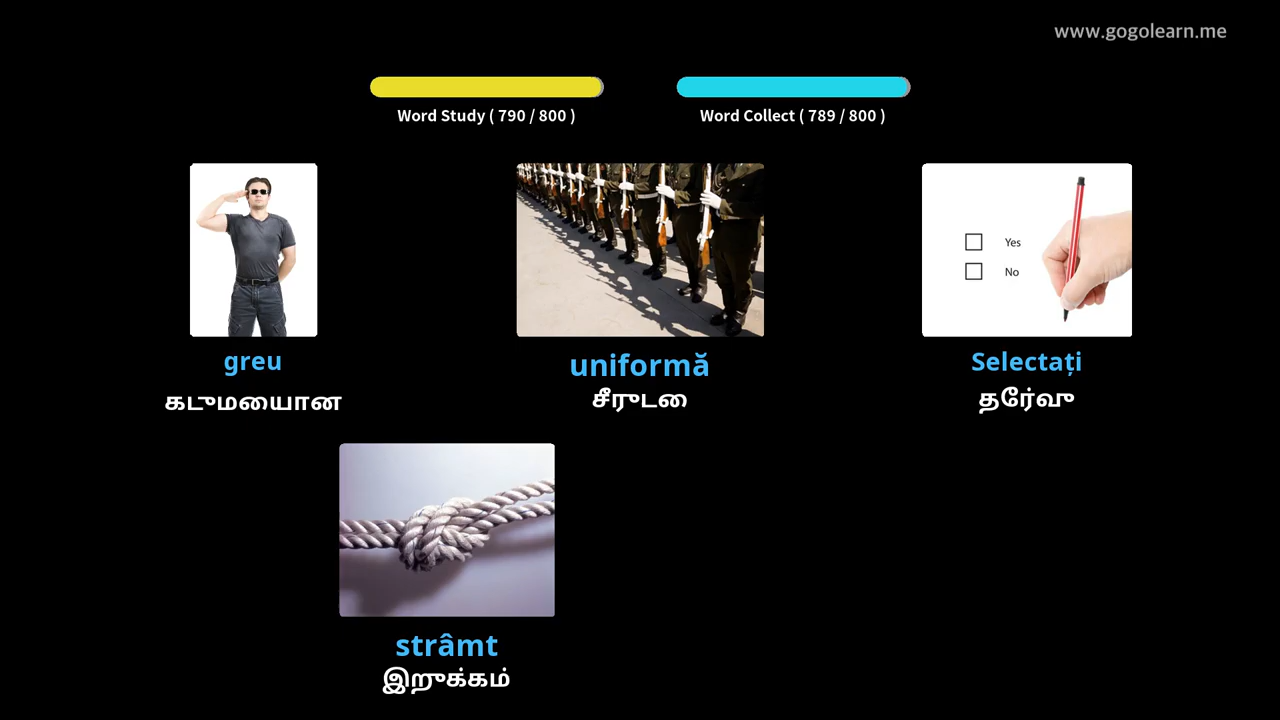 www.gogolearn.me
Word Study ( 790 / 800 )
Word Collect ( 789 / 800 )
Yes
No
greu
uniformă
Selectați
கடுமையான
சீருடை
தேர்வு
strâmt
இறுக்கம்